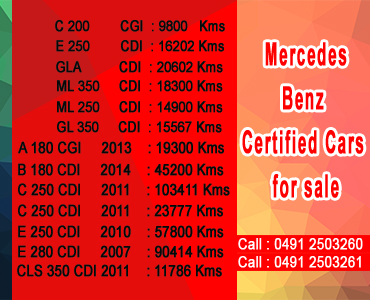 C 200 CGI : 9800 Kms
E 250 CDI : 16202 Kms
GLA CDI : 20602 Kms
ML 350 CDI : 18300 Kms
ML 250 CDI : 14900 Kms
GL 350 CDI : 15567 Kms
A 180 CGI 2013 : 19300 Kms
B 180 CDI 2014 : 45200 Kms
C 250 CDI 2011 : 103411 Kms
C 250 CDI 2011 : 23777 Kms
E 250 CDI 2010 : 57800 Kms
E 280 CDI 2007 : 90414 Kms
CLS 350 CDI 2011 : 11786 Kms
Mercedes
Benz
Certified Cars
for sale
Call : 0491 2503260
Call : 0491 2503261